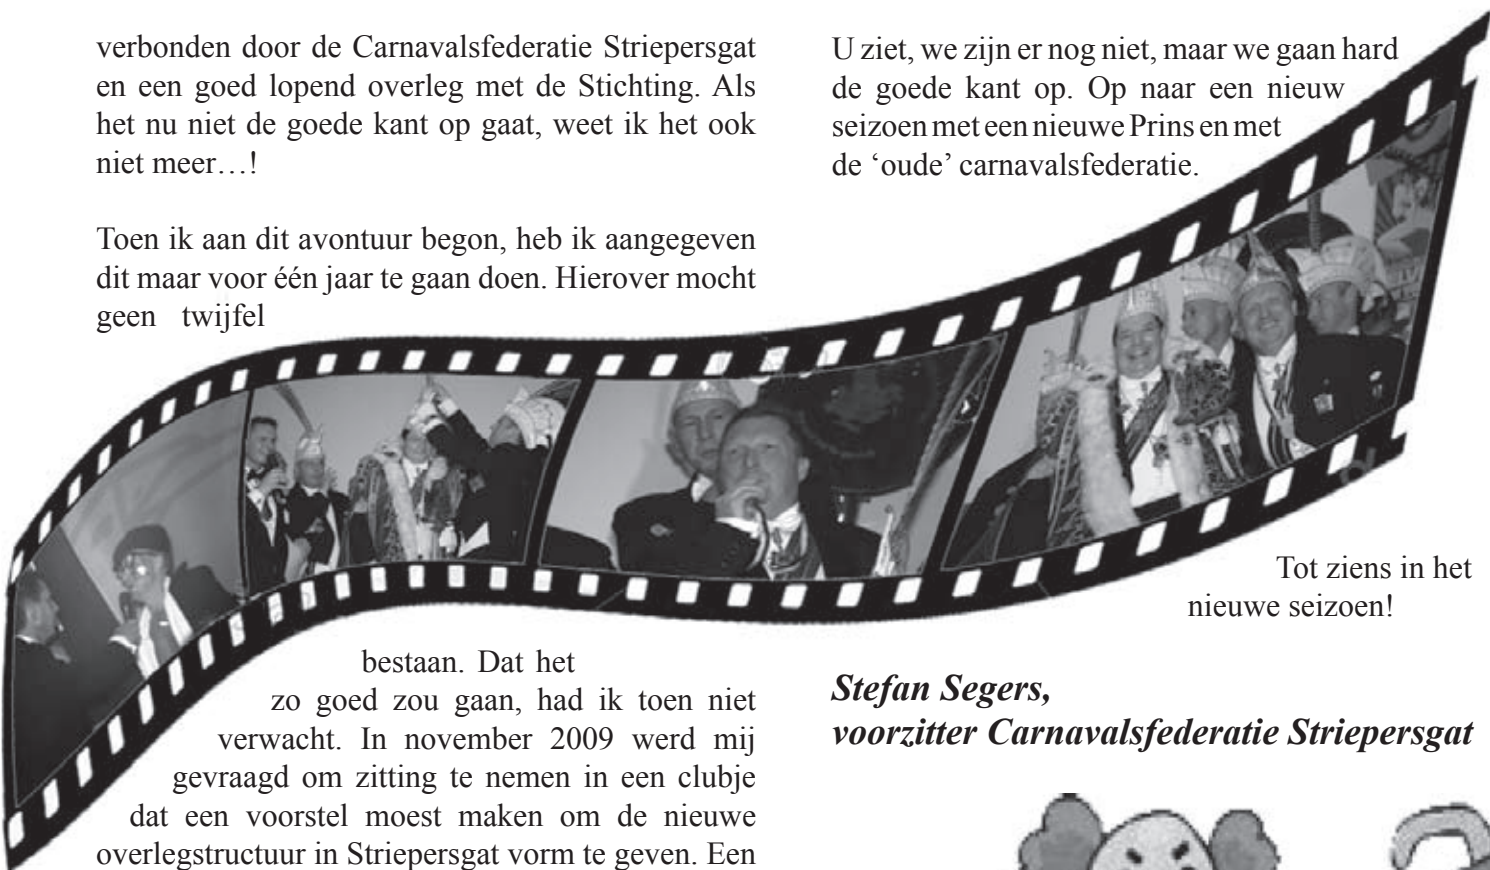 verbonden door de Carnavalsfederatie Striepersgat
en een goed lopend overleg met de Stichting. Als
het nu niet de goede kant op gaat, weet ik het ook
niet meer…!
Toen ik aan dit avontuur begon, heb ik aangegeven
dit maar voor één jaar te gaan doen. Hierover mocht
geen twijfel
bestaan. Dat het
zo goed zou gaan, had ik toen niet
verwacht. In november 2009 werd mij
gevraagd om zitting te nemen in een clubje
dat een voorstel moest maken om de nieuwe
overlegstructuur in Striepersgat vorm te geven. Een
U ziet, we zijn er nog niet, maar we gaan hard
de goede kant op. Op naar een nieuw
seizoen met een nieuwe Prins en met
de ‘oude’ carnavalsfederatie.
Tot ziens in het
nieuwe seizoen!
Stefan Segers,
voorzitter Carnavalsfederatie Striepersgat